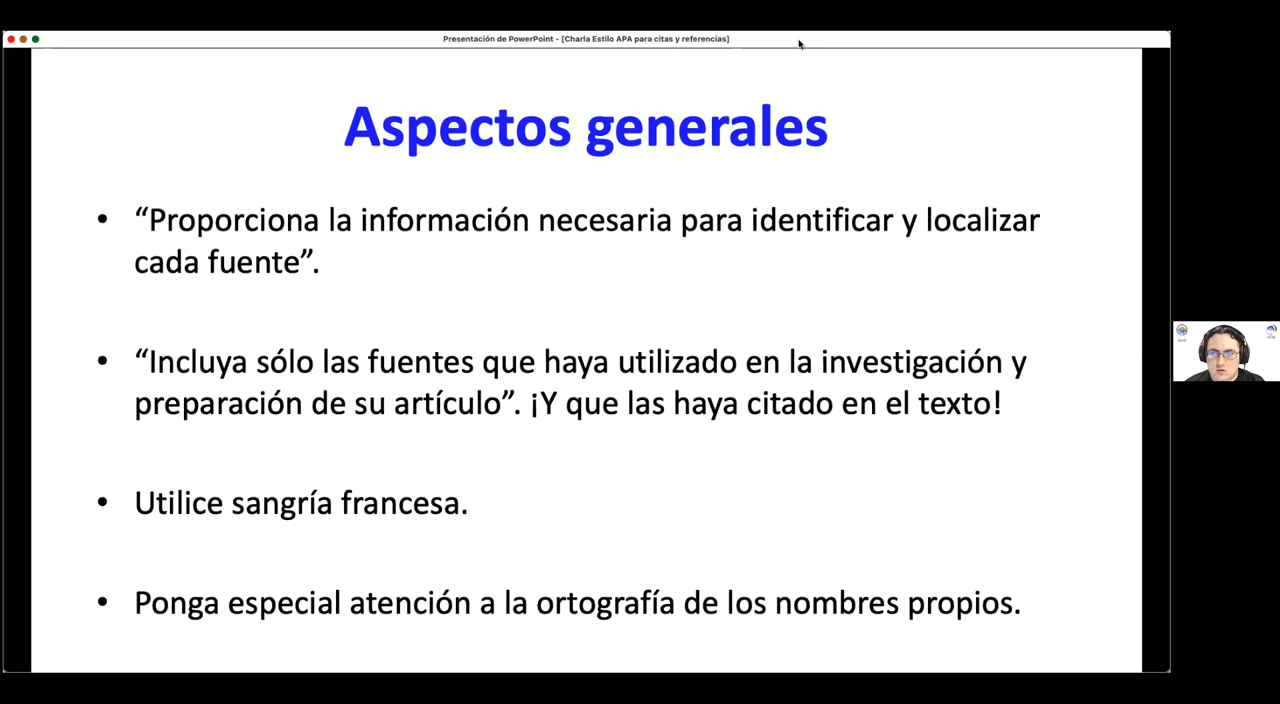 Presentación de PowerPoint - [Charla Estilo APA para citas y referencias]
Aspectos generales
• “Proporciona la información necesaria para identificar y localizar
cada fuente”.
• “Incluya sólo las fuentes que haya utilizado en la investigación y
preparación de su artículo”. ¡Y que las haya citado en el texto!
• Utilice sangría francesa.
• Ponga especial atención a la ortografía de los nombres propios.